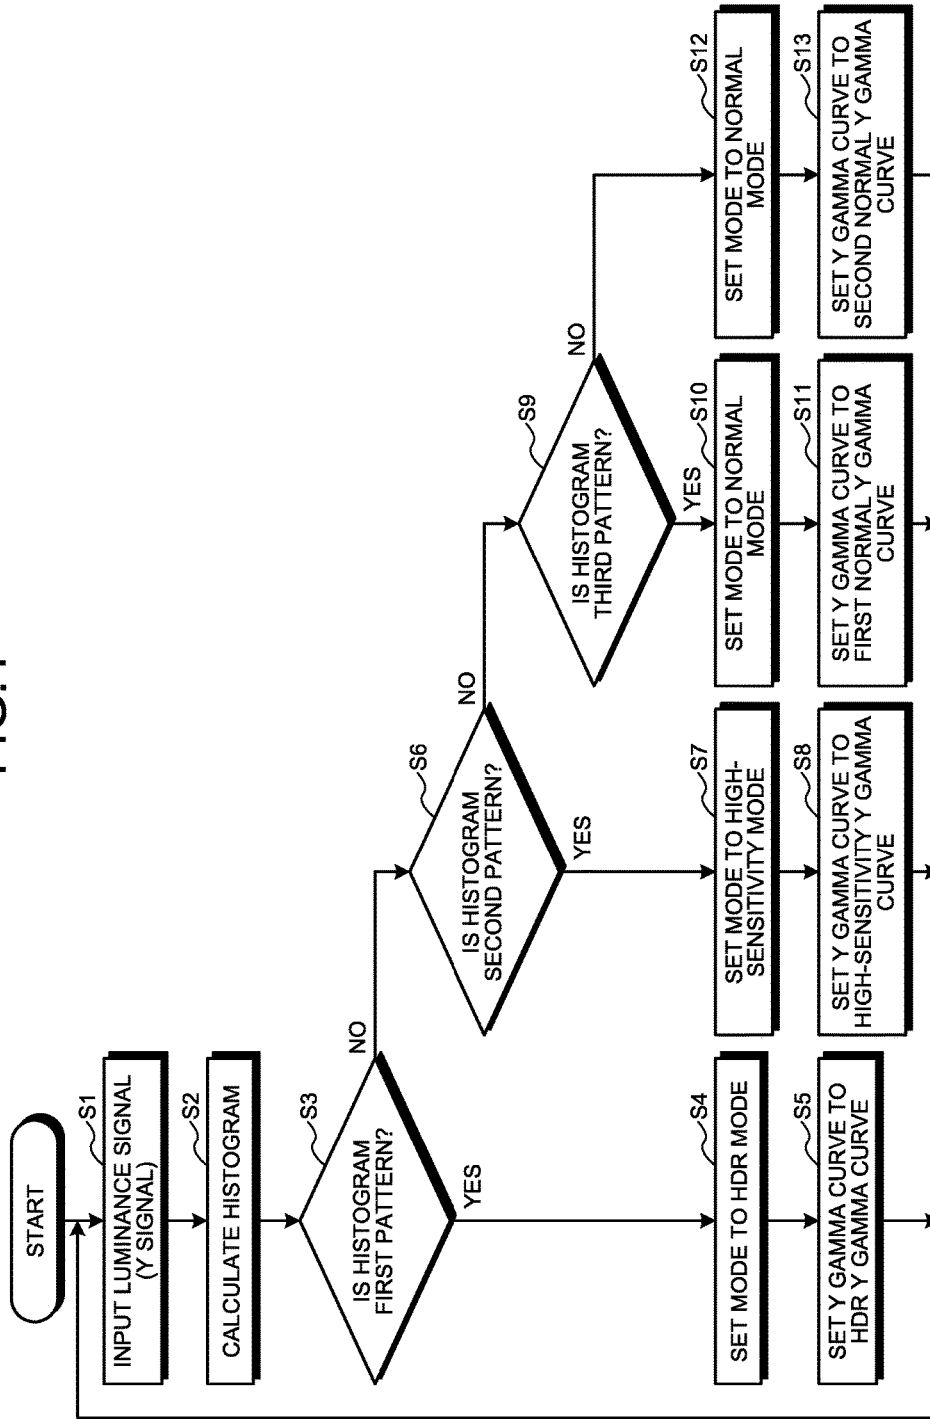 START
S1
INPUT LUMINANCE SIGNAL
(Y SIGNAL)
S2
CALCULATE HISTOGRAM
S3
IS HISTOGRAM
FIRST PATTERN?
NO
YES
S4
SET MODE TO HDR MODE
S5
SET Y GAMMA CURVE TO
HDR Y GAMMA CURVE
S6
IS HISTOGRAM
SECOND PATTERN?
NO
YES
S7
SET MODE TO HIGH-
SENSITIVITY MODE
S8
SET Y GAMMA CURVE TO
HIGH-SENSITIVITY Y GAMMA
CURVE
S9
IS HISTOGRAM
THIRD PATTERN?
NO
YES
S10
SET MODE TO NORMAL
MODE
S11
SET Y GAMMA CURVE TO
FIRST NORMAL Y GAMMA
CURVE
S12
SET MODE TO NORMAL
MODE
S13
SET Y GAMMA CURVE TO
SECOND NORMAL Y GAMMA
CURVE